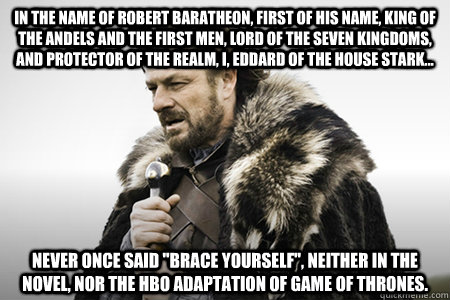 IN THE NAME OF ROBERT BARATHEON, FIRST OF HIS NAME, KING OF
THE ANDELS AND THE FIRST MEN, LORD OF THE SEVEN KINGDOMS,
AND PROTECTOR OF THE REALM, I, EDDARD OF THE HOUSE STARK...
NEVER ONCE SAID "BRACE YOURSELF", NEITHER IN THE
NOVEL, NOR THE HBO ADAPTATION OF GAME OF THRONES.
quickmeme.com